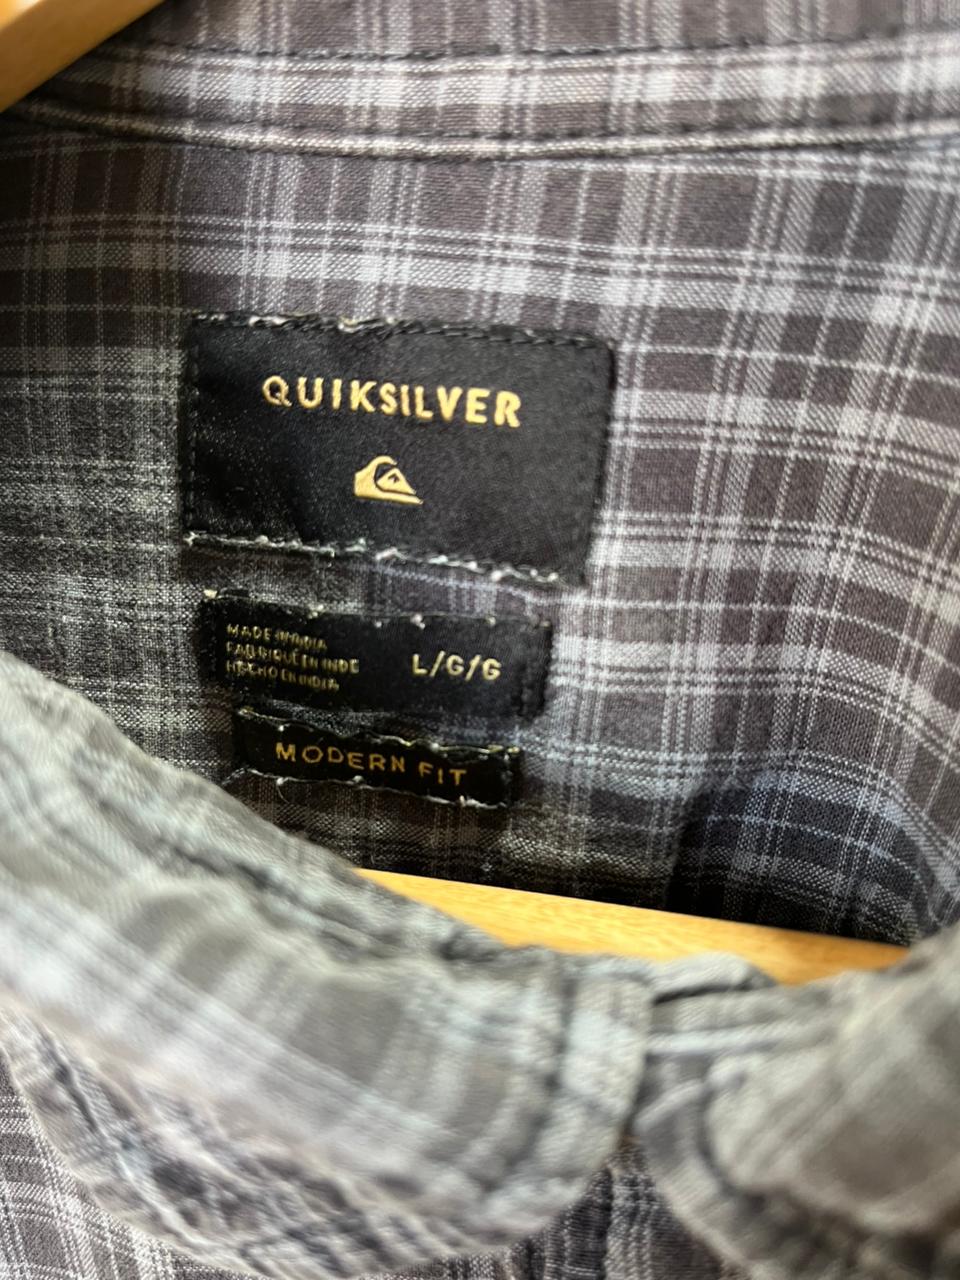 QUIKSILVER
MADE IN INDIA
FABRIQUÉ EN INDE
HECHO EN INDIA
L/G/G
MODERN FIT